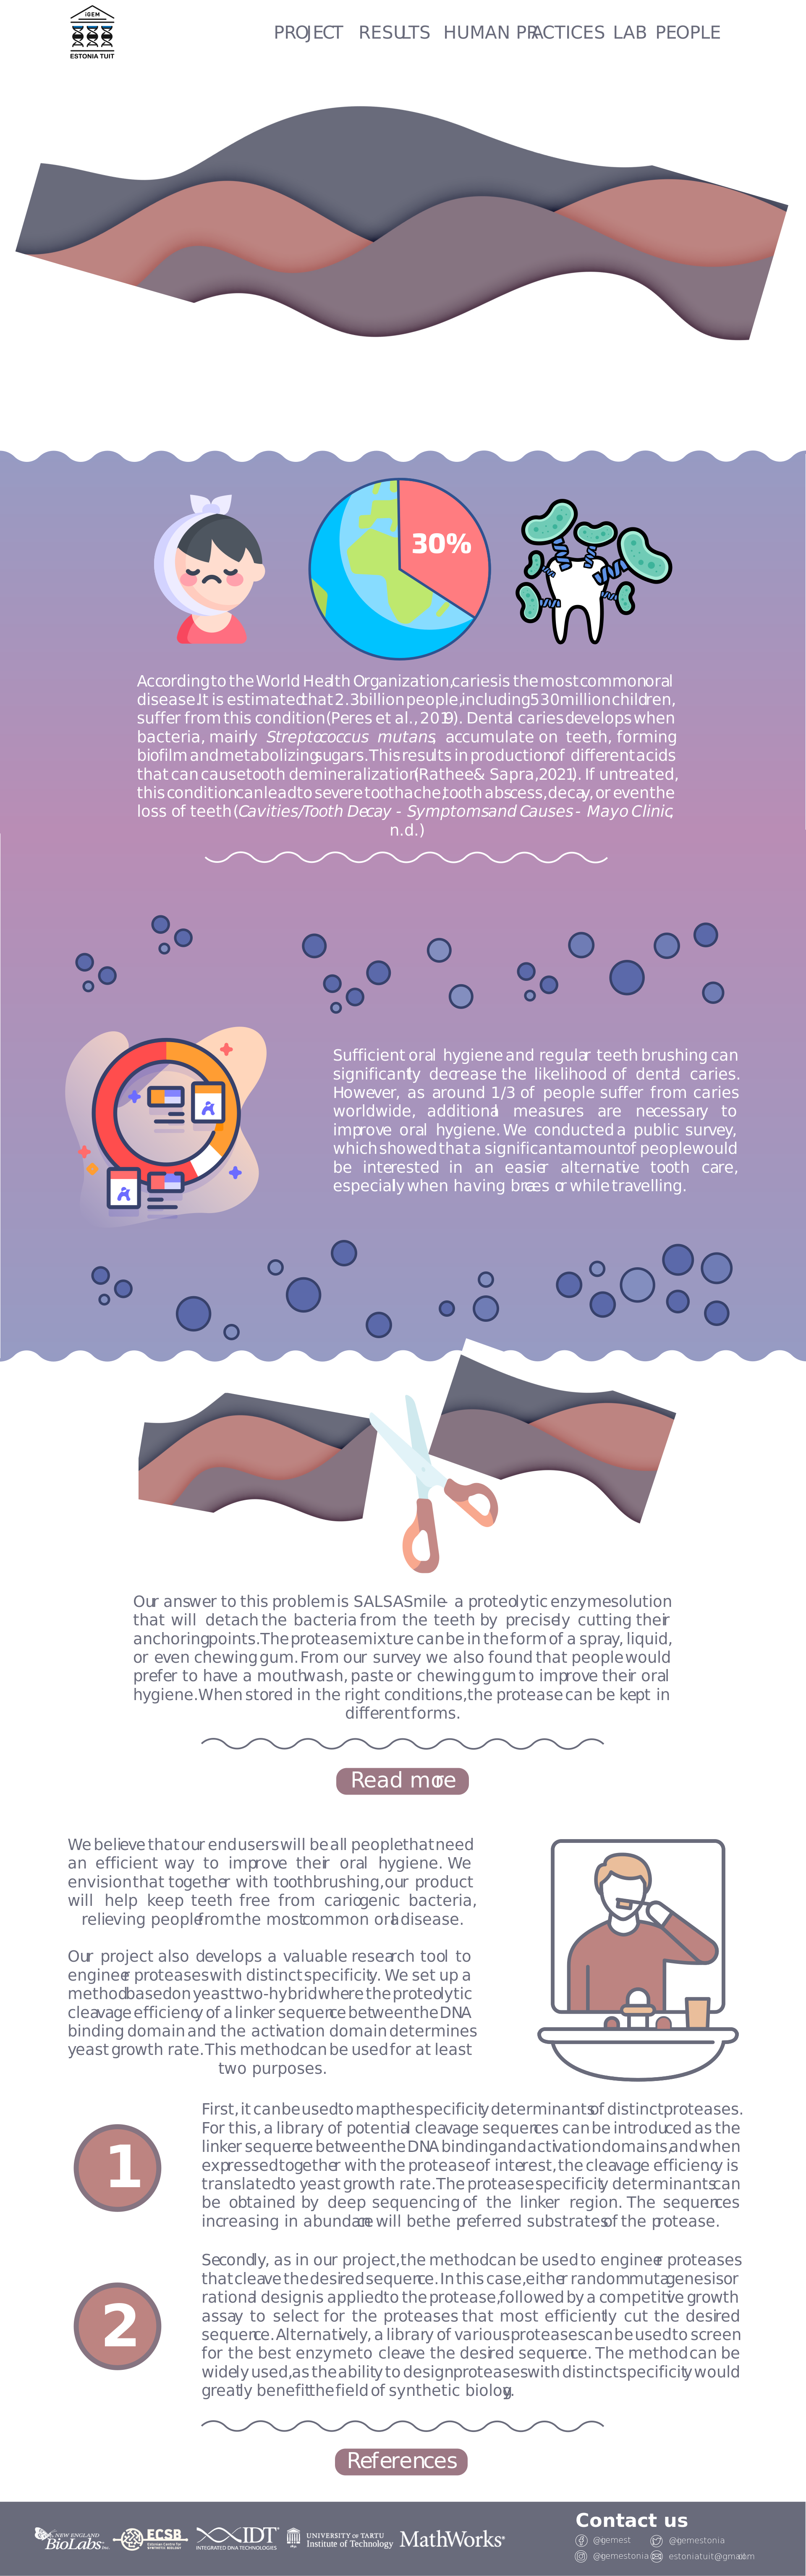 iGEM
ESTONIA TUIT
PROJECT RESULTS HUMAN PRACTICES LAB PEOPLE
30%
According to the World Health Organization, caries is the most common oral
disease. It is estimated that 2.3 billion people, including 530 million children,
suffer from this condition (Peres et al., 2019). Dental caries develops when
bacteria, mainly Streptococcus mutans, accumulate on teeth, forming
biofilm and metabolizing sugars. This results in production of different acids
that can cause tooth demineralization (Rathee & Sapra, 2021). If untreated,
this condition can lead to severe toothache, tooth abscess, decay, or even the
loss of teeth (Cavities/Tooth Decay - Symptoms and Causes - Mayo Clinic,
n.d.)
Sufficient oral hygiene and regular teeth brushing can
significantly decrease the likelihood of dental caries.
However, as around 1/3 of people suffer from caries
worldwide, additional measures are necessary to
improve oral hygiene. We conducted a public survey,
which showed that a significant amount of people would
be interested in an easier alternative tooth care,
especially when having braces or while travelling.
Our answer to this problem is SALSASmile - a proteolytic enzyme solution
that will detach the bacteria from the teeth by precisely cutting their
anchoring points. The protease mixture can be in the form of a spray, liquid,
or even chewing gum. From our survey we also found that people would
prefer to have a mouthwash, paste or chewing gum to improve their oral
hygiene. When stored in the right conditions, the protease can be kept in
different forms.
Read more
We believe that our end users will be all people that need
an efficient way to improve their oral hygiene. We
envision that together with toothbrushing, our product
will help keep teeth free from cariogenic bacteria,
relieving people from the most common oral disease.
Our project also develops a valuable research tool to
engineer proteases with distinct specificity. We set up a
method based on yeast two-hybrid where the proteolytic
cleavage efficiency of a linker sequence between the DNA
binding domain and the activation domain determines
yeast growth rate. This method can be used for at least
two purposes.
1
First, it can be used to map the specificity determinants of distinct proteases.
For this, a library of potential cleavage sequences can be introduced as the
linker sequence between the DNA binding and activation domains, and when
expressed together with the protease of interest, the cleavage efficiency is
translated to yeast growth rate. The protease specificity determinants can
be obtained by deep sequencing of the linker region. The sequences
increasing in abundance will be the preferred substrates of the protease.
2
Secondly, as in our project, the method can be used to engineer proteases
that cleave the desired sequence. In this case, either random mutagenesis or
rational design is applied to the protease, followed by a competitive growth
assay to select for the proteases that most efficiently cut the desired
sequence. Alternatively, a library of various proteases can be used to screen
for the best enzyme to cleave the desired sequence. The method can be
widely used, as the ability to design proteases with distinct specificity would
greatly benefit the field of synthetic biology.
References
NEW ENGLAND
BioLabs Inc.
ECSB
IDT
INTEGRATED DNA TECHNOLOGIES
UNIVERSITY OF TARTU
Institute of Technology
MathWorks
Contact us
@igemest
@igemestonia
estoniatuit@gmail.com